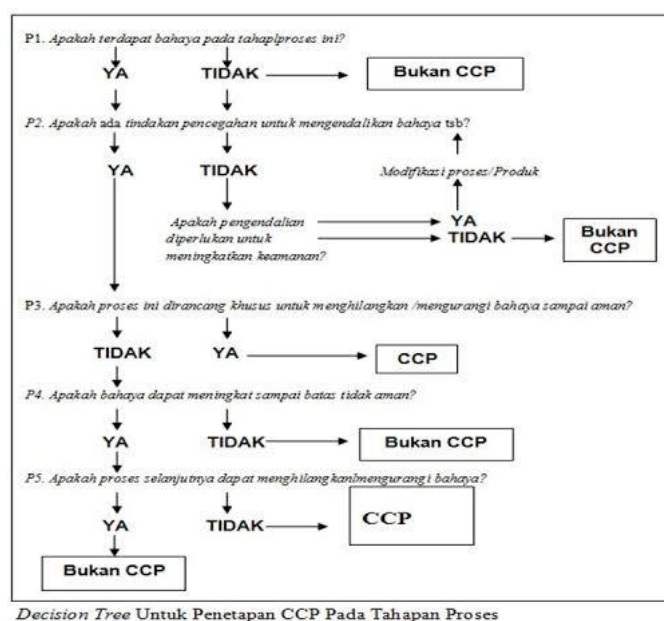 P1. Apakah terdapat bahaya pada tahap|proses ini?
YA TIDAK Bukan CCP
P2. Apakah ada tindakan pencegahan untuk mengendalikan bahaya tsb?
YA TIDAK Modifikasi proses/Produk
Apakah pengendalian YA
diperlukan untuk TIDAK Bukan
meningkatkan keamanan? CCP
P3. Apakah proses ini dirancang khusus untuk menghilangkan /mengurangi bahaya sampai aman?
TIDAK YA CCP
P4. Apakah bahaya dapat meningkat sampai batas tidak aman?
YA TIDAK Bukan CCP
P5. Apakah proses selanjutnya dapat menghilangkan|mengurangi bahaya?
YA TIDAK CCP
Bukan CCP
Decision Tree Untuk Penetapan CCP Pada Tahapan Proses